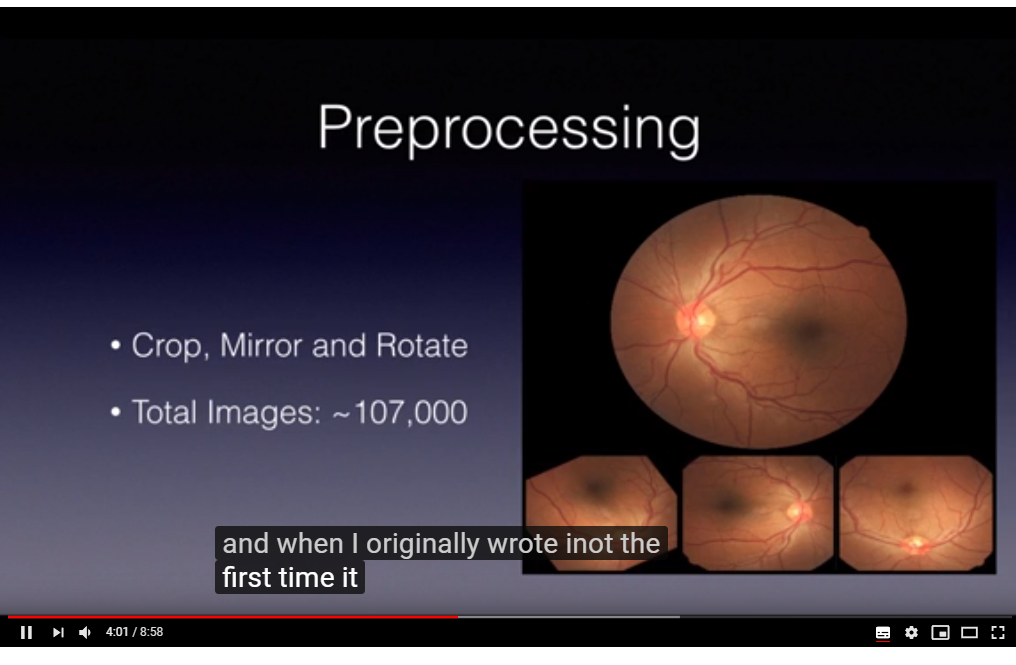 Preprocessing
• Crop, Mirror and Rotate
• Total Images: ~107,000
and when I originally wrote inot the
first time it
4:01 / 8:58